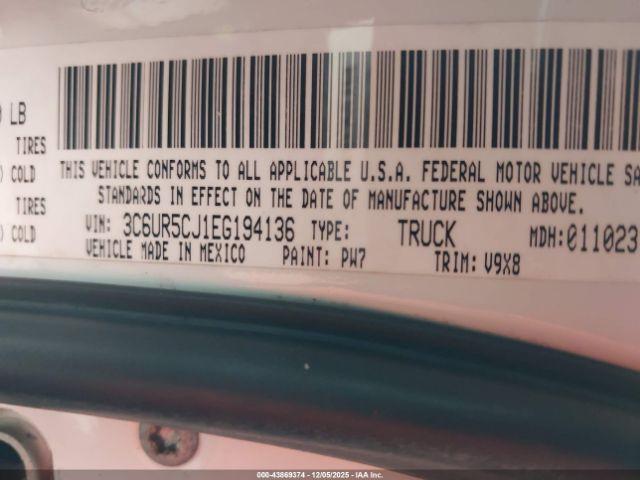 LB
TIRES
) COLD
TIRES
) COLD
THIS VEHICLE CONFORMS TO ALL APPLICABLE U.S.A. FEDERAL MOTOR VEHICLE SA
STANDARDS IN EFFECT ON THE DATE OF MANUFACTURE SHOWN ABOVE.
VIN: 3C6UR5CJ1EG194136 TYPE: TRUCK MDH:011023
VEHICLE MADE IN MEXICO PAINT: PW7 TRIM: V9X8
000-43869374 | 12/05/2025 - IAA Inc.